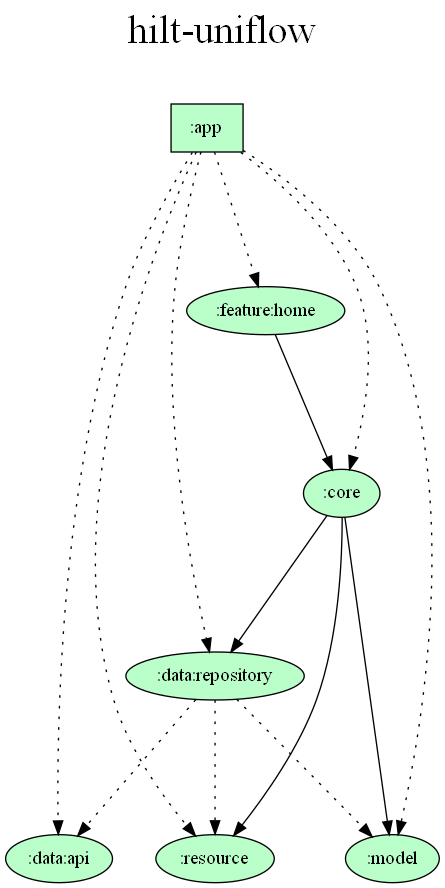 hilt-uniflow
:app
:feature:home
:core
:data:repository
:data:api
:resource
:model